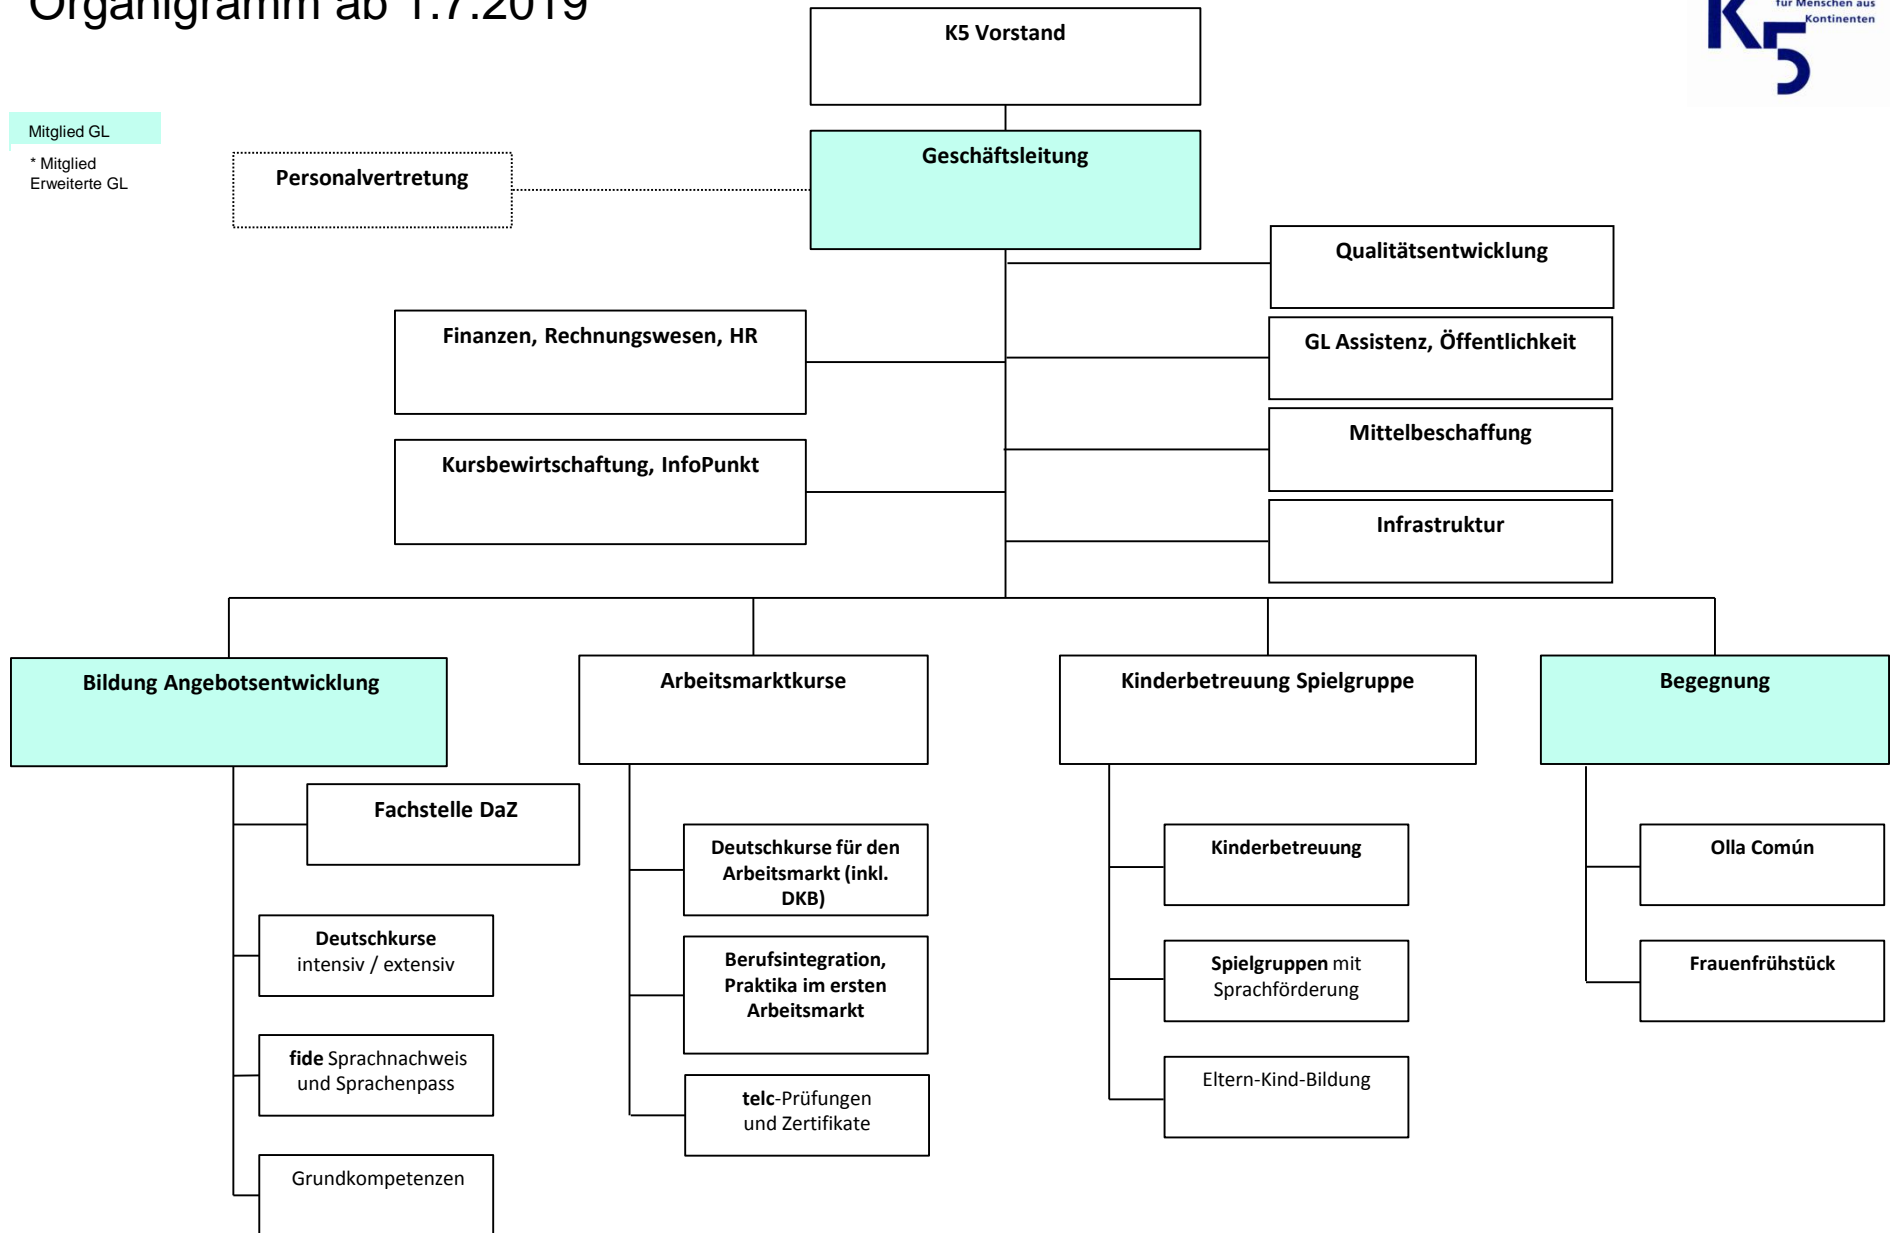 Organigramm ab 1.7.2019
K5
für Menschen aus
Kontinenten
K5 Vorstand
Mitglied GL
* Mitglied
Erweiterte GL
Personalvertretung
Geschäftsleitung
Qualitätsentwicklung
Finanzen, Rechnungswesen, HR
GL Assistenz, Öffentlichkeit
Mittelbeschaffung
Kursbewirtschaftung, InfoPunkt
Infrastruktur
Bildung Angebotsentwicklung
Arbeitsmarktkurse
Kinderbetreuung Spielgruppe
Begegnung
Fachstelle DaZ
Deutschkurse
intensiv / extensiv
fide Sprachnachweis
und Sprachenpass
Grundkompetenzen
Deutschkurse für den
Arbeitsmarkt (inkl.
DKB)
Berufsintegration,
Praktika im ersten
Arbeitsmarkt
telc-Prüfungen
und Zertifikate
Kinderbetreuung
Spielgruppen mit
Sprachförderung
Eltern-Kind-Bildung
Olla Común
Frauenfrühstück